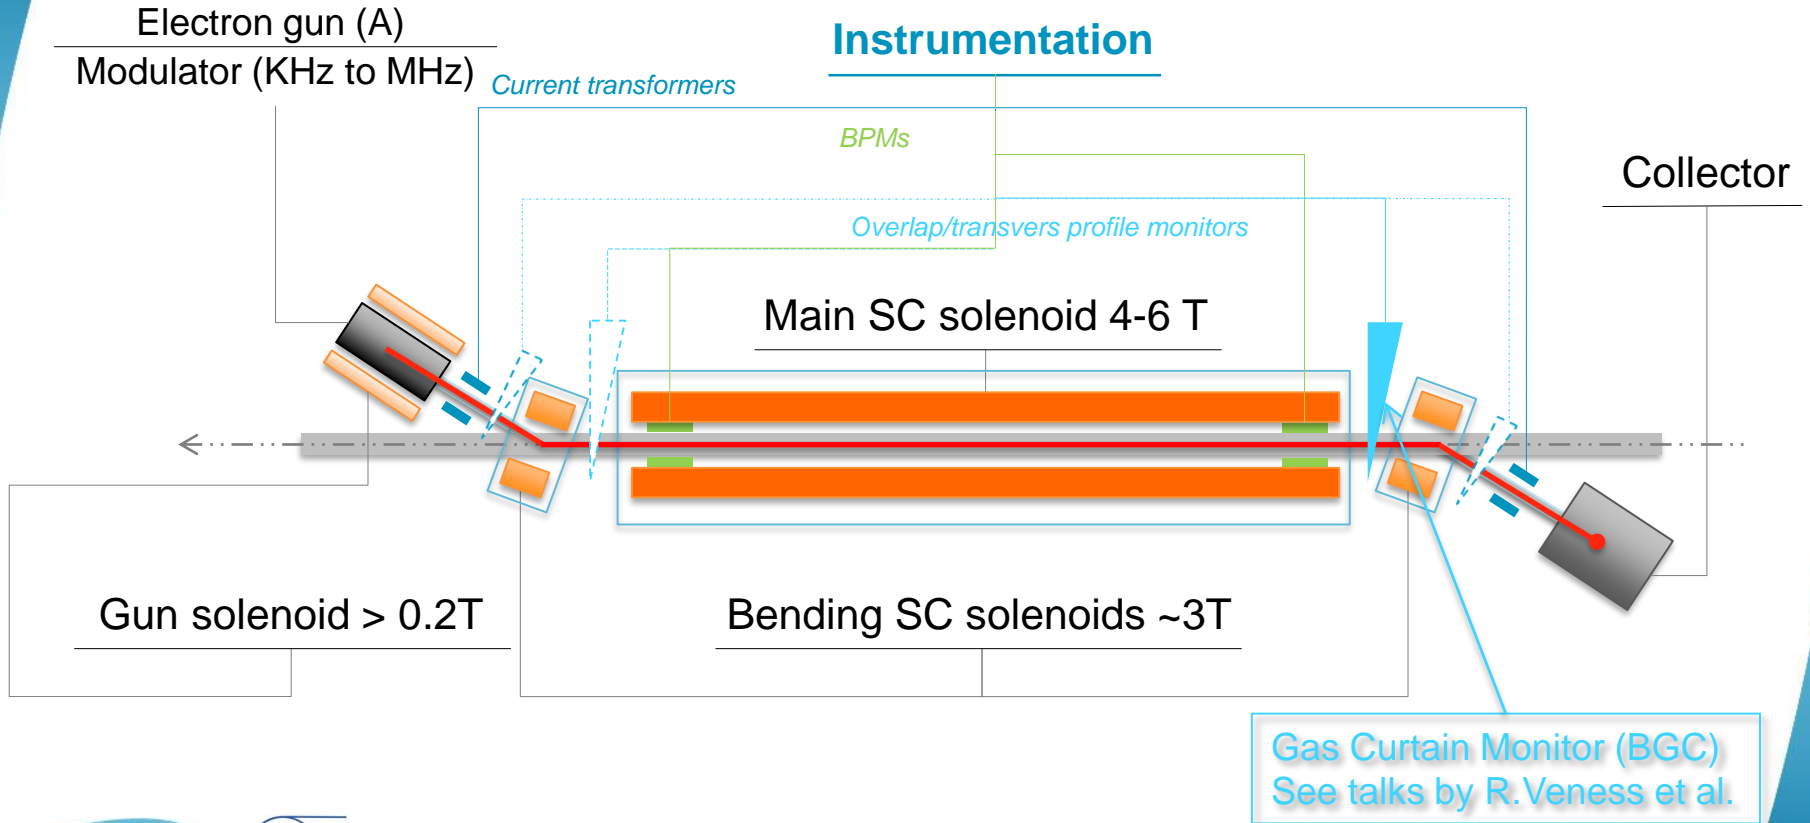 Electron gun (A)
Modulator (KHz to MHz)
Instrumentation
Current transformers
BPMs
Collector
Overlap/transvers profile monitors
Main SC solenoid 4-6 T
Gun solenoid > 0.2T
Bending SC solenoids ~3T
Gas Curtain Monitor (BGC)
See talks by R.Veness et al.